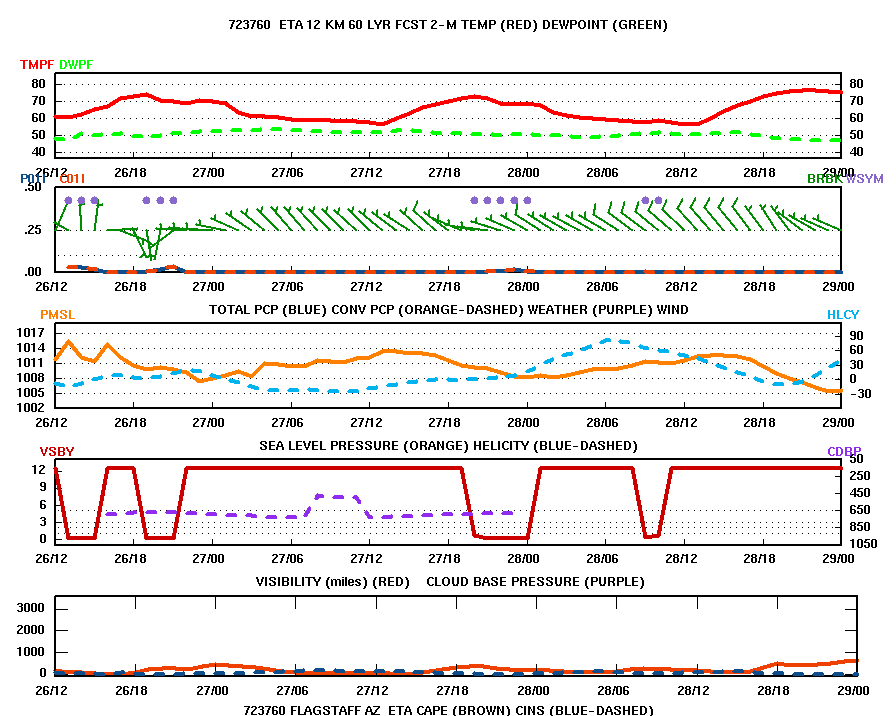 723760 ETA 12 KM 60 LYR FCST 2-M TEMP (RED) DEWPOINT (GREEN)
TMPF DWPF
80 80
70 70
60 60
50 50
40 40
26/12 26/18 27/00 27/06 27/12 27/18 28/00 28/06 28/12 28/18 29/00
P01I C01I BRBK WSYM
.50
.25
.00
26/12 26/18 27/00 27/06 27/12 27/18 28/00 28/06 28/12 28/18 29/00
TOTAL PCP (BLUE) CONV PCP (ORANGE-DASHED) WEATHER (PURPLE) WIND
PMSL HLCY
1017 90
1014 60
1011 30
1008 0
1005 -30
1002
26/12 26/18 27/00 27/06 27/12 27/18 28/00 28/06 28/12 28/18 29/00
SEA LEVEL PRESSURE (ORANGE) HELICITY (BLUE-DASHED)
VSBY CDBP
50
12 250
9 450
6 650
3 850
0 1050
26/12 26/18 27/00 27/06 27/12 27/18 28/00 28/06 28/12 28/18 29/00
VISIBILITY (miles) (RED) CLOUD BASE PRESSURE (PURPLE)
3000
2000
1000
0
26/12 26/18 27/00 27/06 27/12 27/18 28/00 28/06 28/12 28/18 29/00
723760 FLAGSTAFF AZ ETA CAPE (BROWN) CINS (BLUE-DASHED)